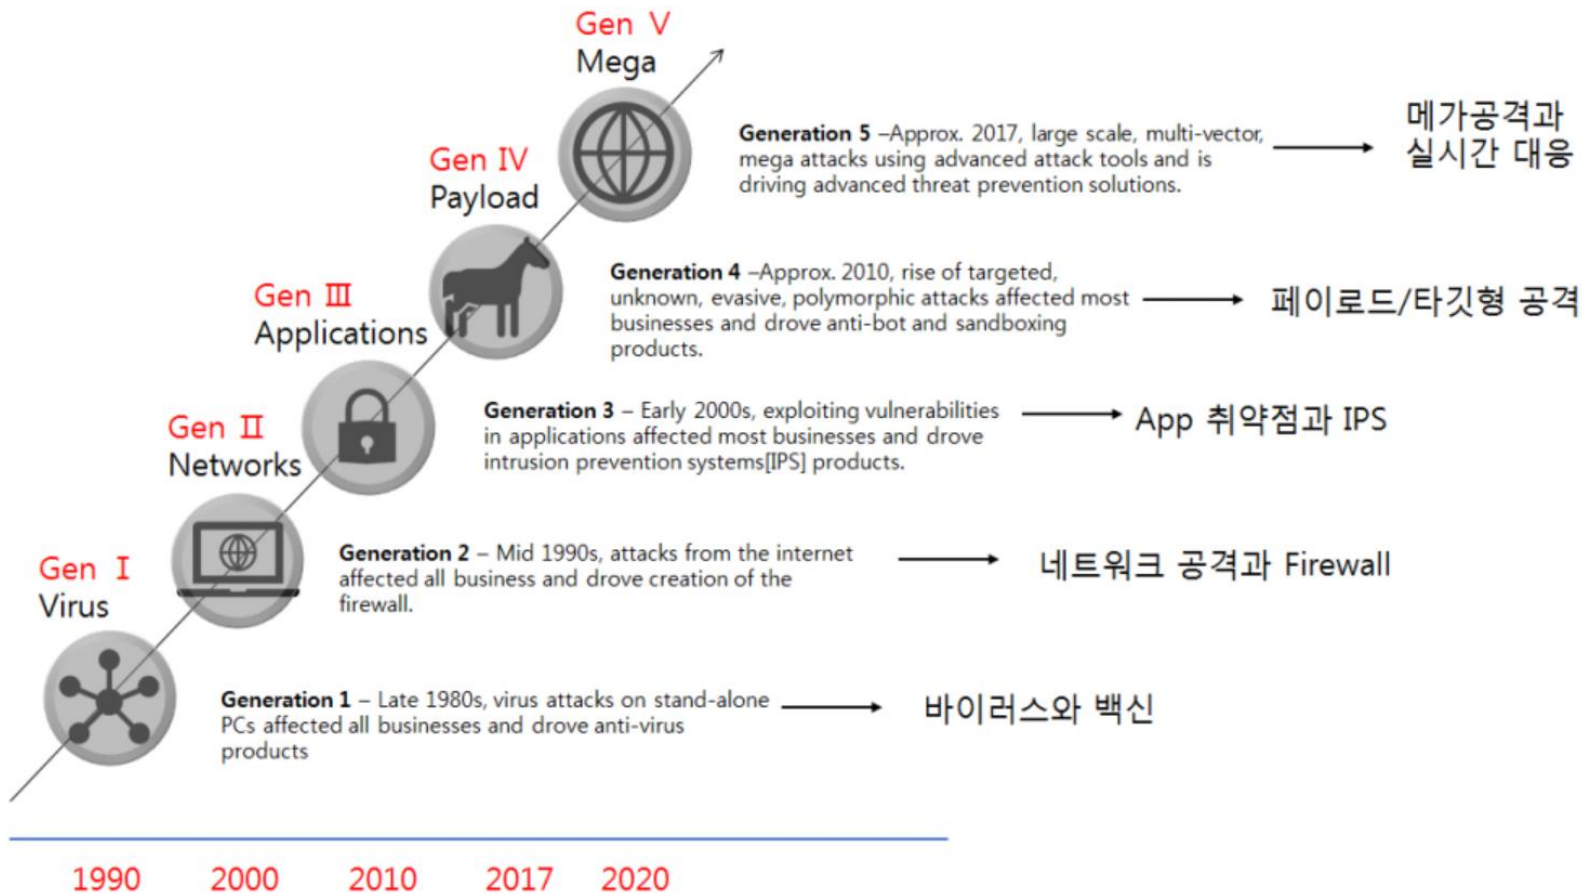 Gen Ⅴ
Mega
Generation 5 –Approx. 2017, large scale, multi-vector,
mega attacks using advanced attack tools and is
driving advanced threat prevention solutions.
메가공격과
실시간 대응
Gen Ⅳ
Payload
Generation 4 –Approx. 2010, rise of targeted,
unknown, evasive, polymorphic attacks affected most
businesses and drove anti-bot and sandboxing
products.
페이로드/타깃형 공격
Gen Ⅲ
Applications
Generation 3 – Early 2000s, exploiting vulnerabilities
in applications affected most businesses and drove
intrusion prevention systems[IPS] products.
App 취약점과 IPS
Gen Ⅱ
Networks
Generation 2 – Mid 1990s, attacks from the internet
affected all business and drove creation of the
firewall.
네트워크 공격과 Firewall
Gen Ⅰ
Virus
Generation 1 – Late 1980s, virus attacks on stand-alone
PCs affected all businesses and drove anti-virus
products
바이러스와 백신
1990 2000 2010 2017 2020